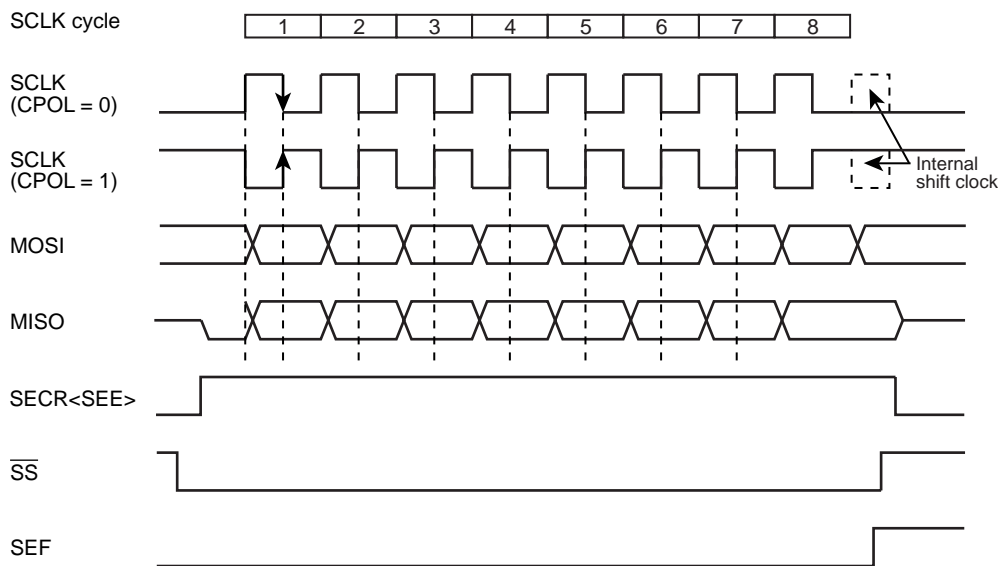 SCLK cycle 1 2 3 4 5 6 7 8
SCLK
(CPOL = 0)
SCLK
(CPOL = 1)
Internal
shift clock
MOSI
MISO
SECR<SEE>
SS
SEF